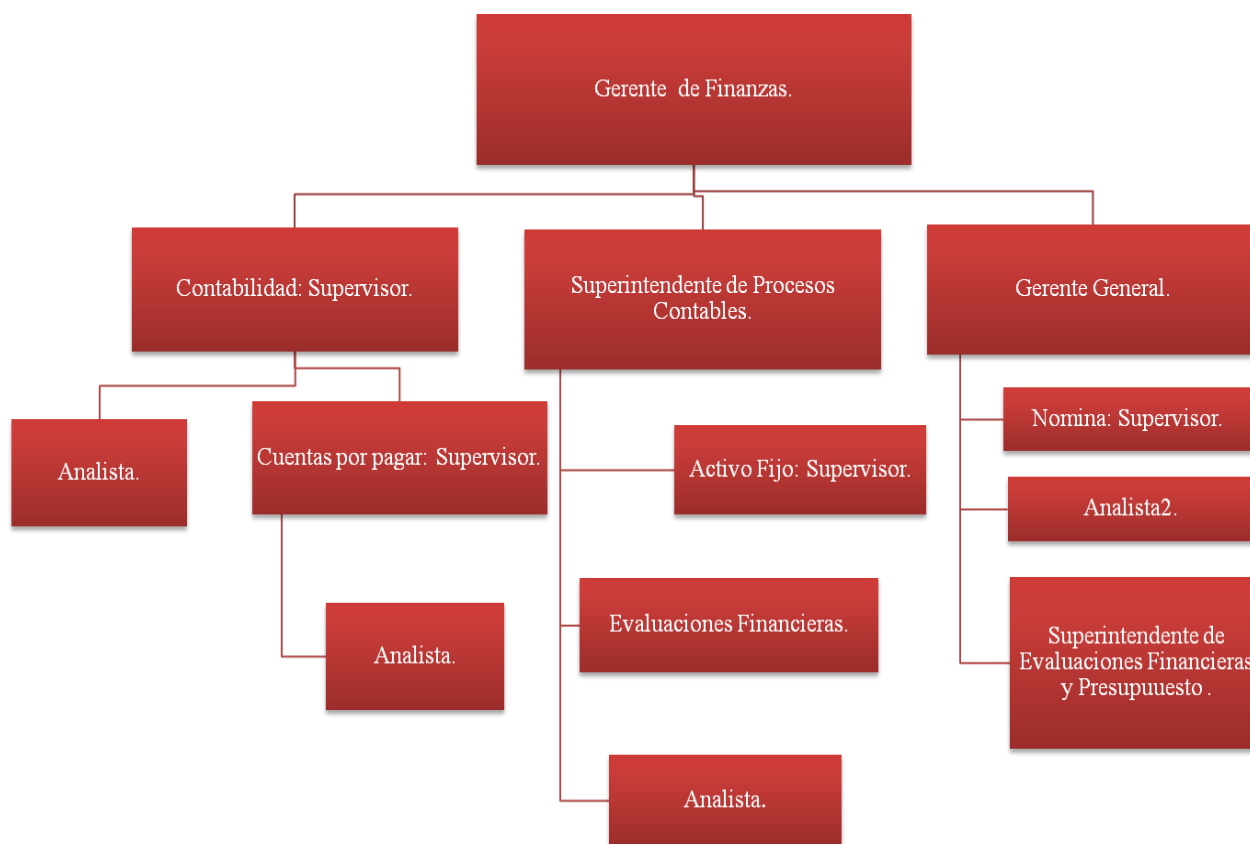 Gerente de Finanzas.
Contabilidad: Supervisor.
Superintendente de Procesos
Contables.
Gerente General.
Analista.
Cuentas por pagar: Supervisor.
Analista.
Activo Fijo: Supervisor.
Evaluaciones Financieras.
Analista.
Nomina: Supervisor.
Analista2.
Superintendente de
Evaluaciones Financieras
y Presupuuesto .